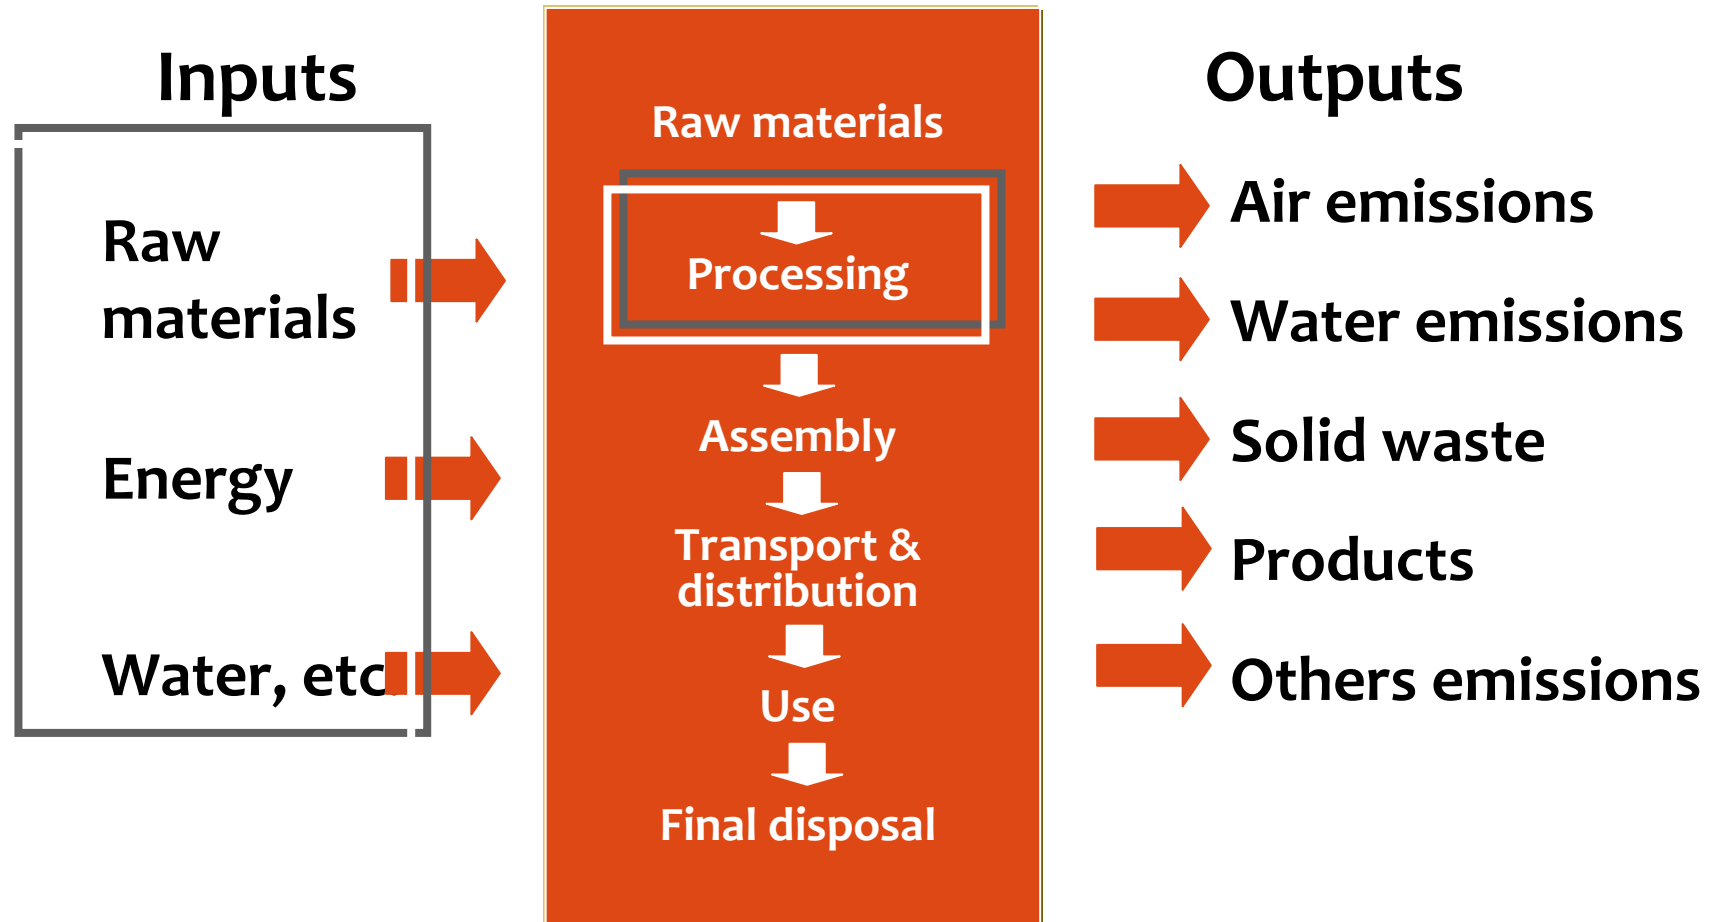 Inputs
Raw
materials
Energy
Water, etc.
Raw materials
Processing
Assembly
Transport &
distribution
Use
Final disposal
Outputs
Air emissions
Water emissions
Solid waste
Products
Others emissions